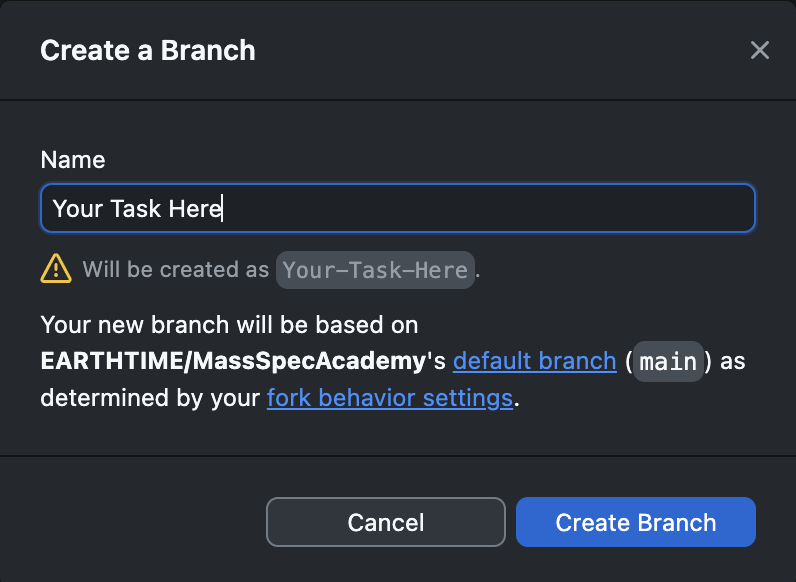 Create a Branch
Name
Your Task Here
Will be created as Your-Task-Here.
Your new branch will be based on
EARTHTIME/MassSpecAcademy's default branch (main) as
determined by your fork behavior settings.
Cancel
Create Branch